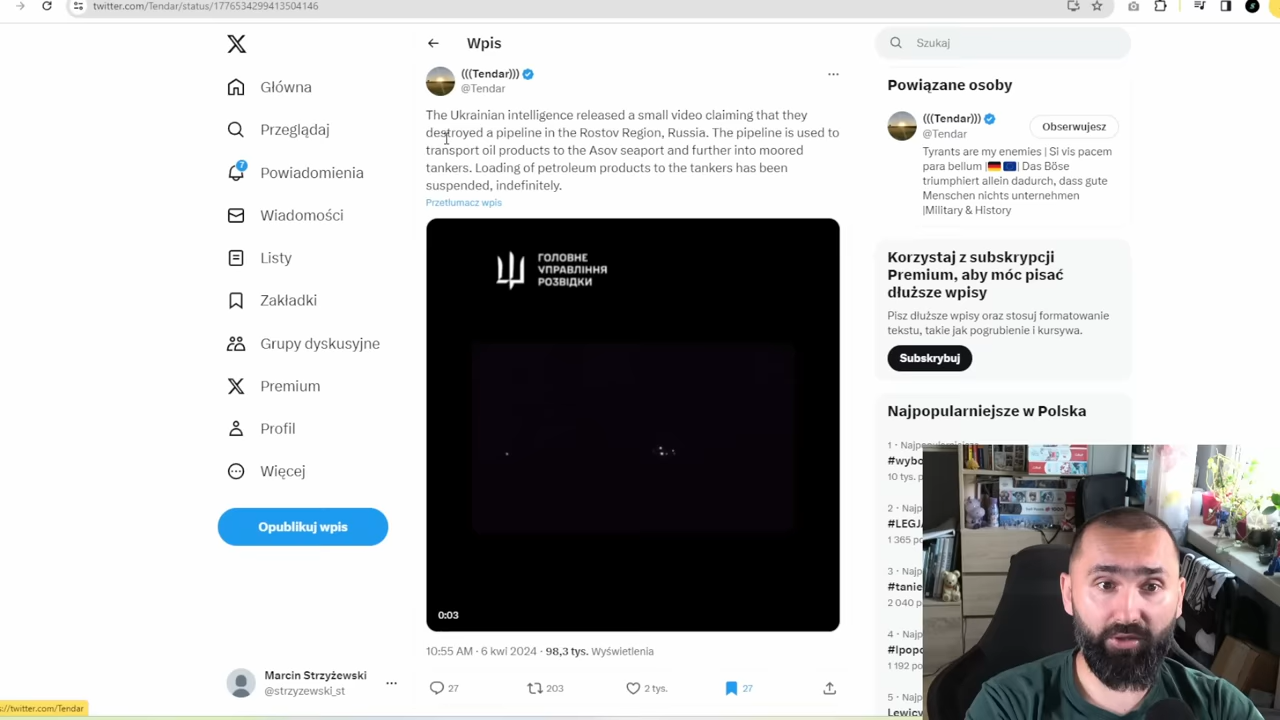 twitter.com/Tendar/status/1776534299413504146
Główna
Przeglądaj
7
Powiadomienia
Wiadomości
Listy
Zakładki
Grupy dyskusyjne
Premium
Profil
Więcej
Opublikuj wpis
Marcin Strzyżewski
@strzyzewski_st
s://twitter.com/Tendar
Wpis
(((Tendar)))
@Tendar
The Ukrainian intelligence released a small video claiming that they
destroyed a pipeline in the Rostov Region, Russia. The pipeline is used to
transport oil products to the Asov seaport and further into moored
tankers. Loading of petroleum products to the tankers has been
suspended, indefinitely.
Przetłumacz wpis
ГОЛОВНЕ
УПРАВЛІННЯ
РОЗВІДКИ
0:03
10:55 AM · 6 kwi 2024 · 98,3 tys. Wyświetlenia
27
203
2 tys.
27
Szukaj
Powiązane osoby
(((Tendar)))
@Tendar
Obserwujesz
Tyrants are my enemies | Si vis pacem
para bellum | Das Böse
triumphiert allein dadurch, dass gute
Menschen nichts unternehmen
|Military & History
Korzystaj z subskrypcji
Premium, aby móc pisać
dłuższe wpisy
Pisz dłuższe wpisy oraz stosuj formatowanie
tekstu, takie jak pogrubienie i kursywa.
Subskrybuj
Najpopularniejsze w Polska
1 · Najpopularniejsze
#wybo
10 tys. p
2 · Najp
#LEGJ
1 365 po
3 · Najp
#tanie
2 040 p
4 · Najp
#Ipopo
1 192 po
5 · Najp
Lewicy